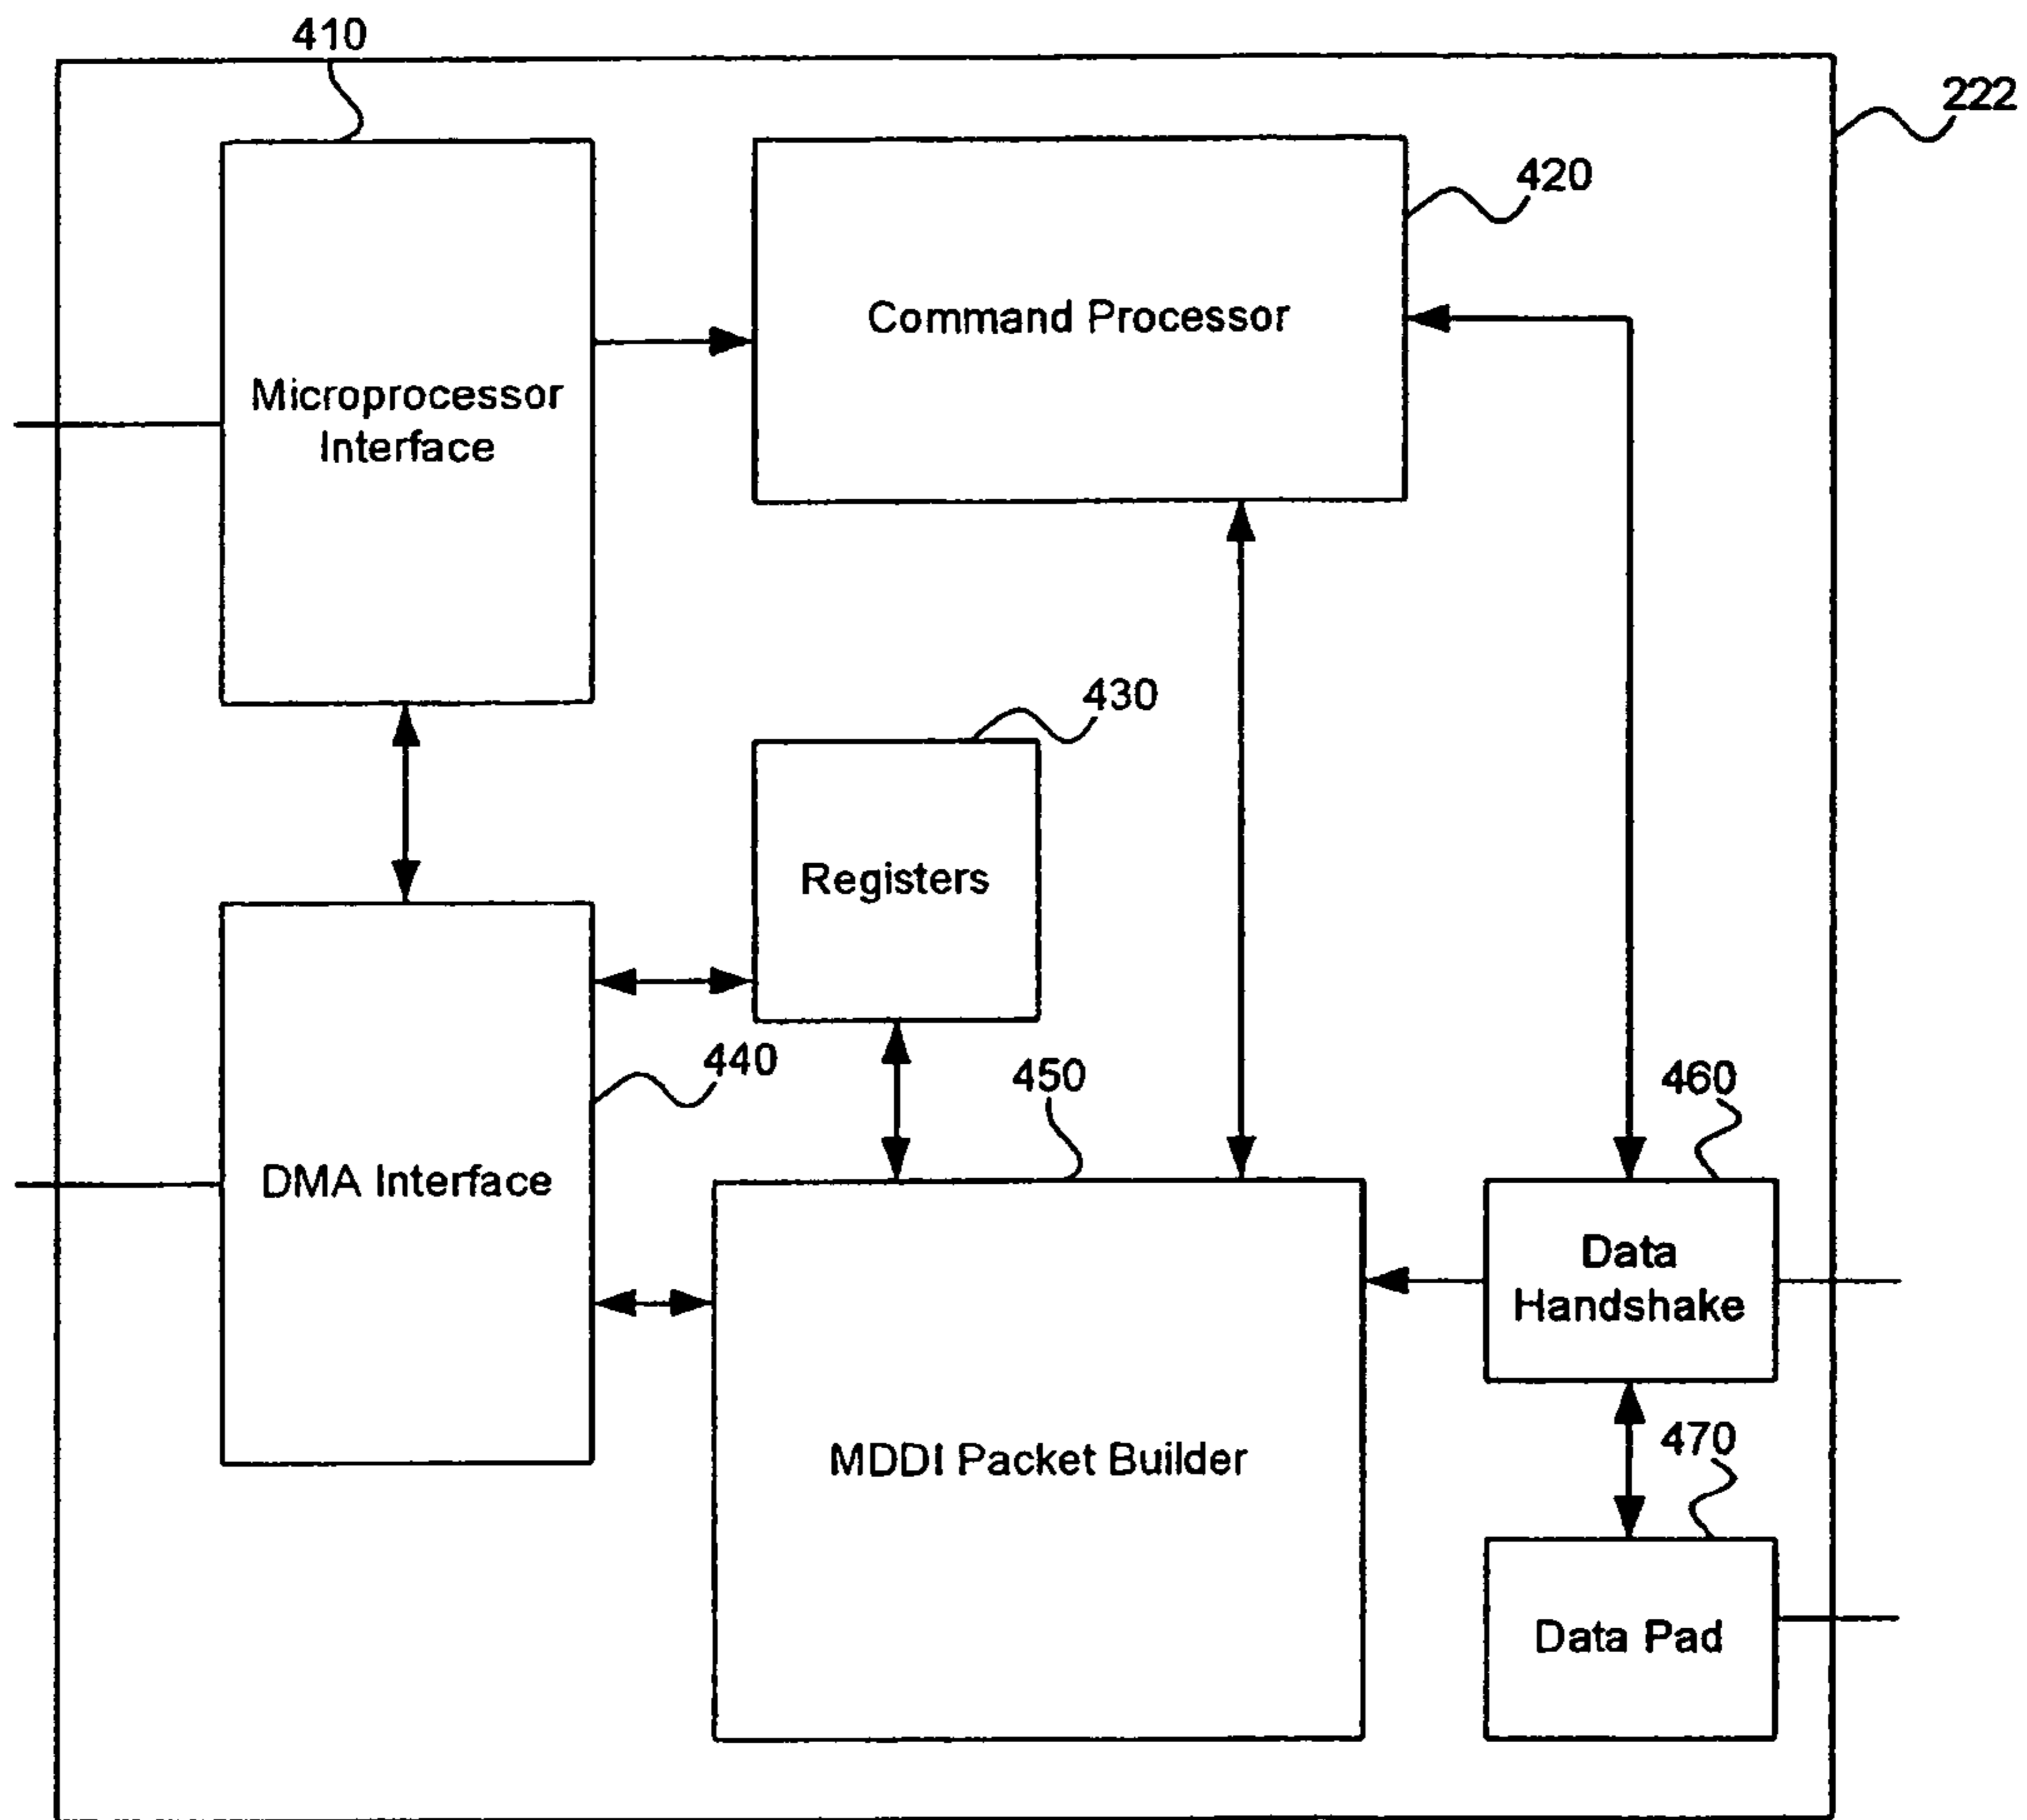 410
222
420
Command Processor
Microprocessor
Interface
430
Registers
440
450
460
DMA Interface
Data
Handshake
470
MDDI Packet Builder
Data Pad